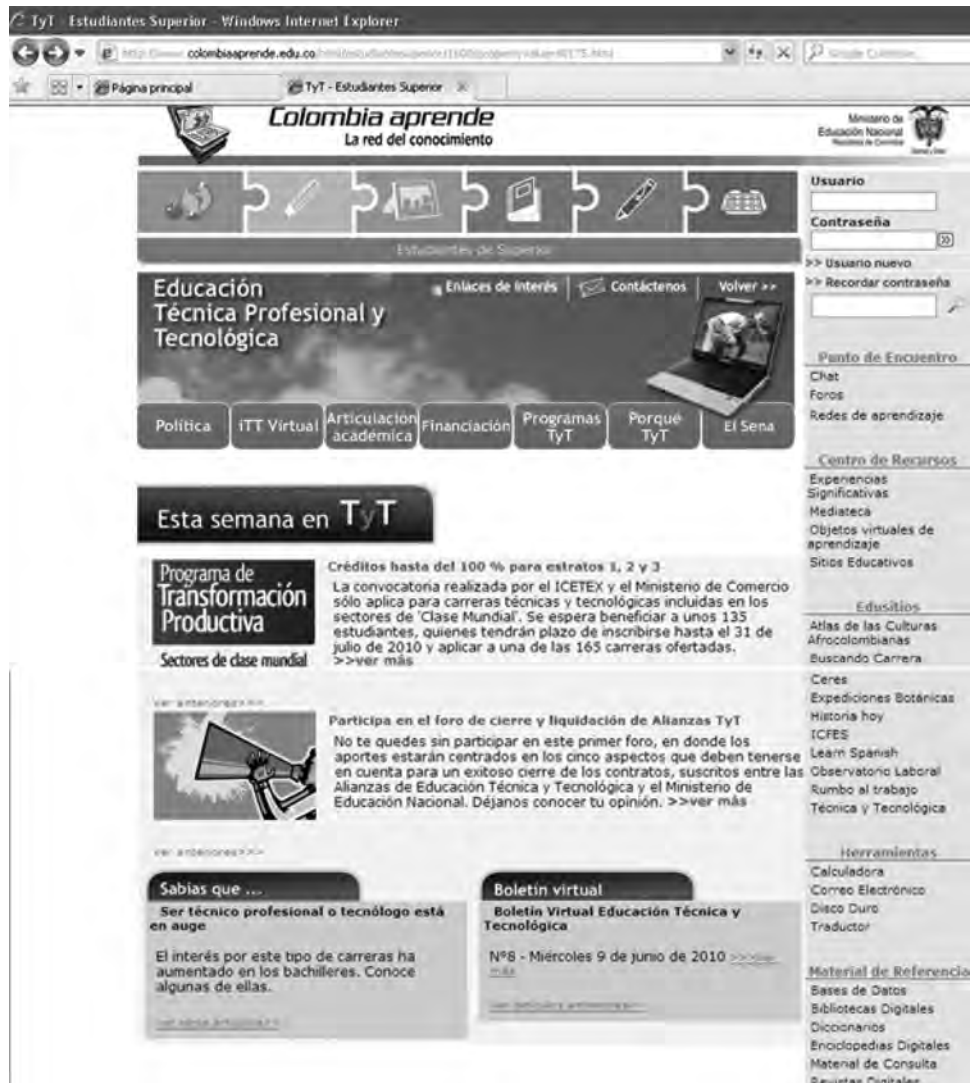 TyT - Estudiantes Superior - Windows Internet Explorer
colombiaaprende.edu.co
Página principal
TyT - Estudiantes Superior
Colombia aprende
La red del conocimiento
Ministerio de
Educación Nacional
República de Colombia
Estudiantes de Superior
Educación
Técnica Profesional y
Tecnológica
Enlaces de Interés
Contáctenos
Volver >>
Política
iTT Virtual
Articulación
académica
Financiación
Programas
TyT
Porqué
TyT
El Sena
Esta semana en TyT
Programa de
Transformación
Productiva
Sectores de clase mundial
Créditos hasta del 100 % para estratos 1, 2 y 3
La convocatoria realizada por el ICETEX y el Ministerio de Comercio
sólo aplica para carreras técnicas y tecnológicas incluidas en los
sectores de 'Clase Mundial'. Se espera beneficiar a unos 135
estudiantes, quienes tendrán plazo de inscribirse hasta el 31 de
julio de 2010 y aplicar a una de las 165 carreras ofertadas.
>>ver más
ver anteriores>>>
Participa en el foro de cierre y liquidación de Alianzas TyT
No te quedes sin participar en este primer foro, en donde los
aportes estarán centrados en los cinco aspectos que deben tenerse
en cuenta para un exitoso cierre de los contratos, suscritos entre las
Alianzas de Educación Técnica y Tecnológica y el Ministerio de
Educación Nacional. Déjanos conocer tu opinión. >>ver más
ver anteriores>>>
Sabias que ...
Ser técnico profesional o tecnólogo está
en auge
El interés por este tipo de carreras ha
aumentado en los bachilleres. Conoce
algunas de ellas.
Boletín virtual
Boletín Virtual Educación Técnica y
Tecnológica
Nº8 - Miércoles 9 de junio de 2010 >>>ver
más
Usuario
Contraseña
>> Usuario nuevo
>> Recordar contraseña
Punto de Encuentro
Chat
Foros
Redes de aprendizaje
Centro de Recursos
Experiencias
Significativas
Mediateca
Objetos virtuales de
aprendizaje
Sitios Educativos
Edusitios
Atlas de las Culturas
Afrocolombianas
Buscando Carrera
Ceres
Expediciones Botánicas
Historia hoy
ICFES
Learn Spanish
Observatorio Laboral
Rumbo al trabajo
Técnica y Tecnológica
Herramientas
Calculadora
Correo Electrónico
Disco Duro
Traductor
Material de Referencia
Bases de Datos
Bibliotecas Digitales
Diccionarios
Enciclopedias Digitales
Material de Consulta
Revistas Digitales